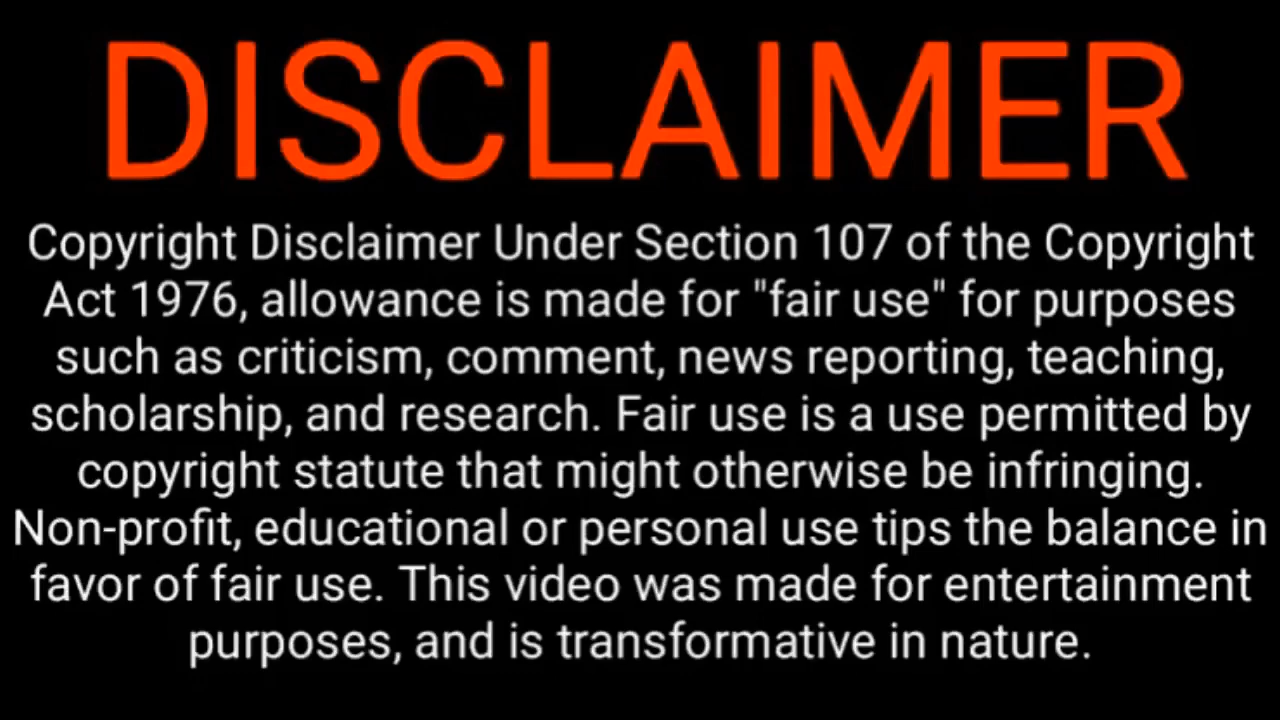 DISCLAIMER
Copyright Disclaimer Under Section 107 of the Copyright
Act 1976, allowance is made for "fair use" for purposes
such as criticism, comment, news reporting, teaching,
scholarship, and research. Fair use is a use permitted by
copyright statute that might otherwise be infringing.
Non-profit, educational or personal use tips the balance in
favor of fair use. This video was made for entertainment
purposes, and is transformative in nature.